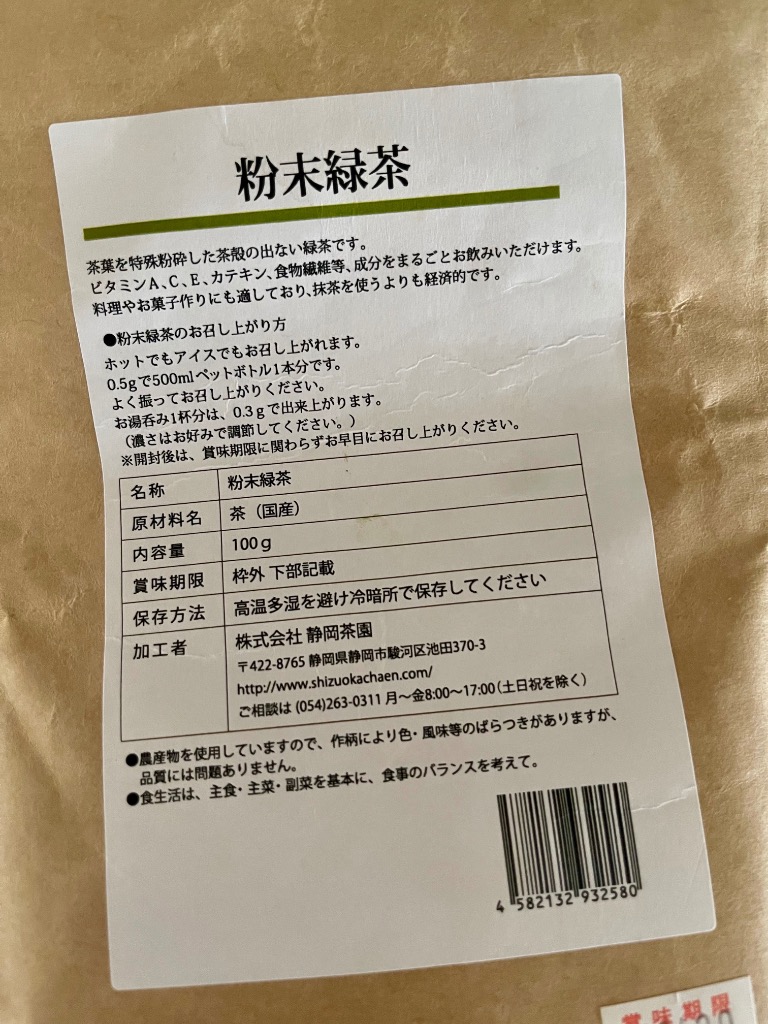 粉末緑茶
茶葉を特殊粉砕した茶殻の出ない緑茶です。
ビタミンA、C、E、カテキン、食物繊維等、成分をまるごとお飲みいただけます。
料理やお菓子作りにも適しており、抹茶を使うよりも経済的です。
●粉末緑茶のお召し上がり方
ホットでもアイスでもお召し上がれます。
0.5gで500mlペットボトル1本分です。
よく振ってお召し上がりください。
お湯呑み1杯分は、0.3gで出来上がります。
（濃さはお好みで調節してください。）
※開封後は、賞味期限に関わらずお早目にお召し上がりください。
名称 粉末緑茶
原材料名 茶（国産）
内容量 100g
賞味期限 枠外 下部記載
保存方法 高温多湿を避け冷暗所で保存してください
加工者 株式会社 静岡茶園
〒422-8765 静岡県静岡市駿河区池田370-3
http://www.shizuokachaen.com/
ご相談は (054)263-0311 月〜金8:00〜17:00（土日祝を除く）
●農産物を使用していますので、作柄により色・風味等のばらつきがありますが、
品質には問題ありません。
●食生活は、主食・主菜・副菜を基本に、食事のバランスを考えて。
4 582132 932580
賞味期限